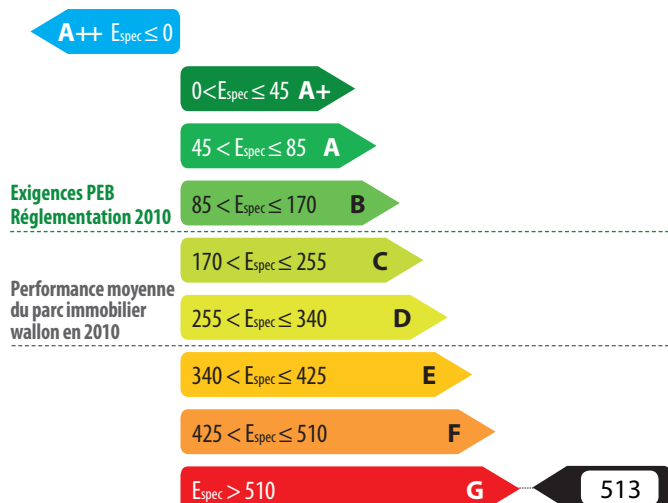 A++ Espec ≤ 0
0<Espec ≤ 45 A+
45 < Espec ≤ 85 A
Exigences PEB
Réglementation 2010
85 < Espec ≤ 170 B
170 < Espec ≤ 255 C
Performance moyenne
du parc immobilier
wallon en 2010
255 < Espec ≤ 340 D
340 < Espec ≤ 425 E
425 < Espec ≤ 510 F
Espec > 510 G 513